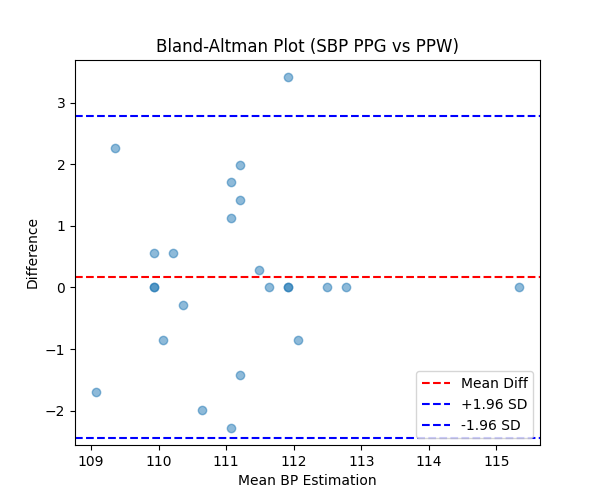 Bland-Altman Plot (SBP PPG vs PPW)
Difference
3
2
1
0
−1
−2
Mean Diff
+1.96 SD
-1.96 SD
109 110 111 112 113 114 115
Mean BP Estimation